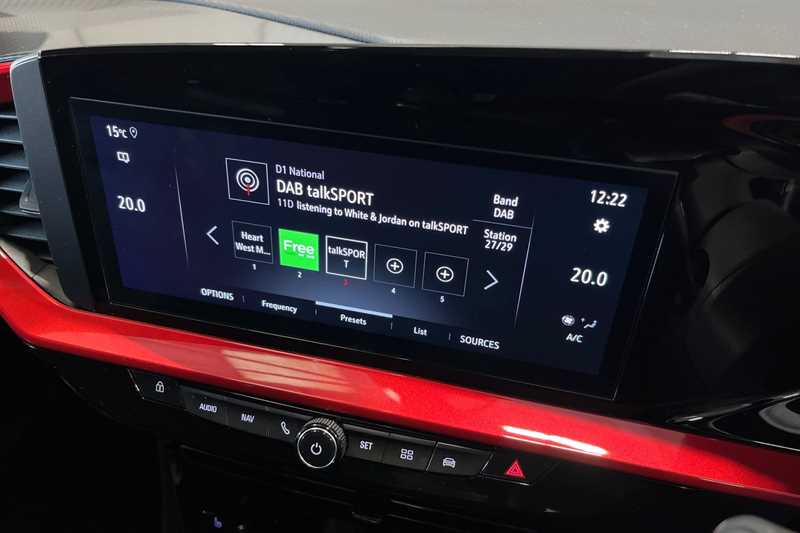 15°C
20.0
D1 National
DAB talkSPORT
11D listening to White & Jordan on talkSPORT
Band
DAB
Station
27/29
12:22
20.0
A/C
Heart
West M...
Free
talkSPOR
T
1
2
3
4
5
OPTIONS
Frequency
Presets
List
SOURCES
AUDIO
NAV
SET